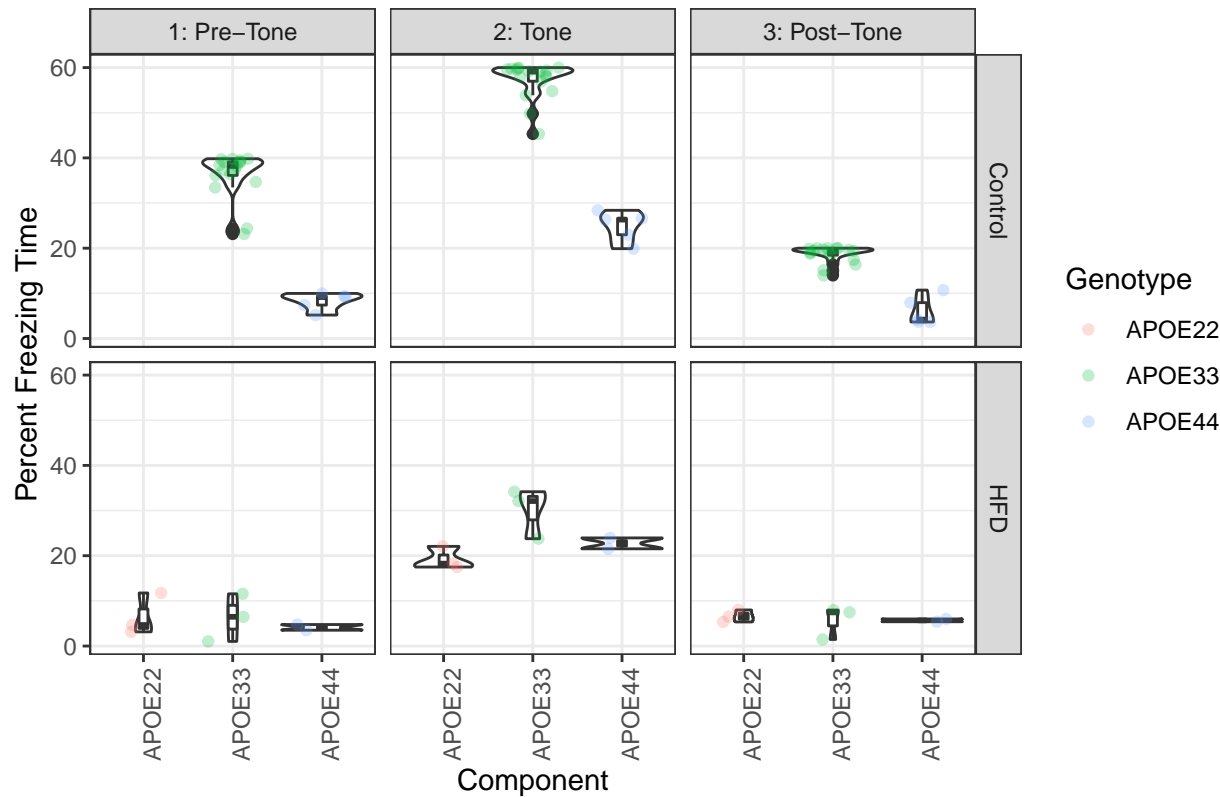 1: Pre−Tone
2: Tone
3: Post−Tone
60
40
20
0
Control
60
40
20
0
HFD
Percent Freezing Time
APOE22
APOE33
APOE44
APOE22
APOE33
APOE44
APOE22
APOE33
APOE44
Component
Genotype
APOE22
APOE33
APOE44